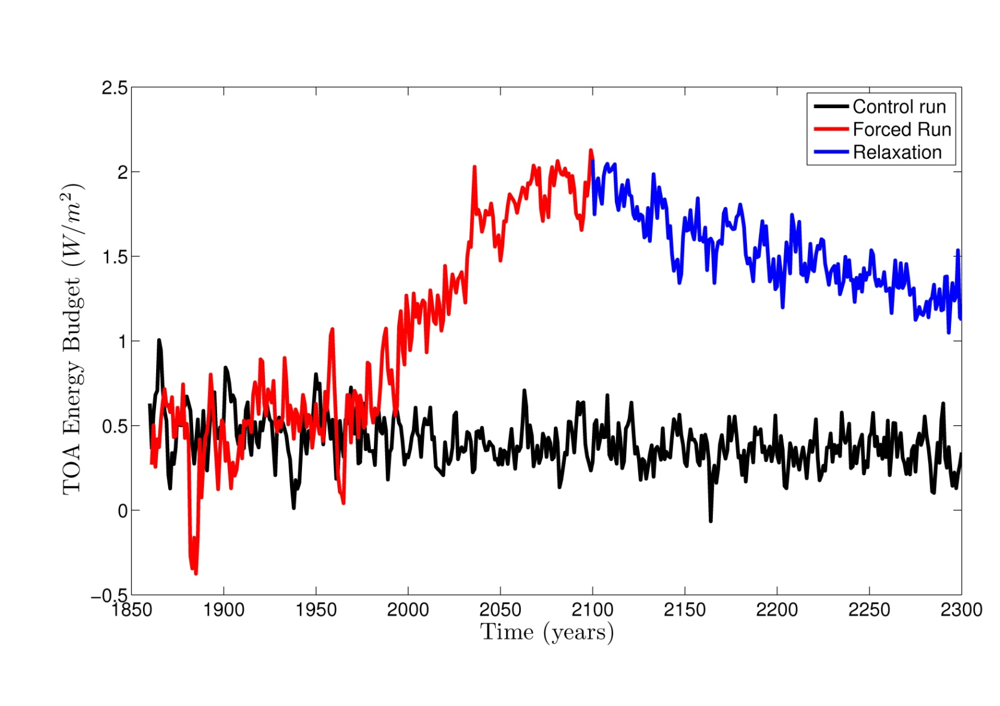 2.5
2
1.5
1
0.5
0
−0.5
TOA Energy Budget (W/m²)
Control run
Forced Run
Relaxation
1850 1900 1950 2000 2050 2100 2150 2200 2250 2300
Time (years)